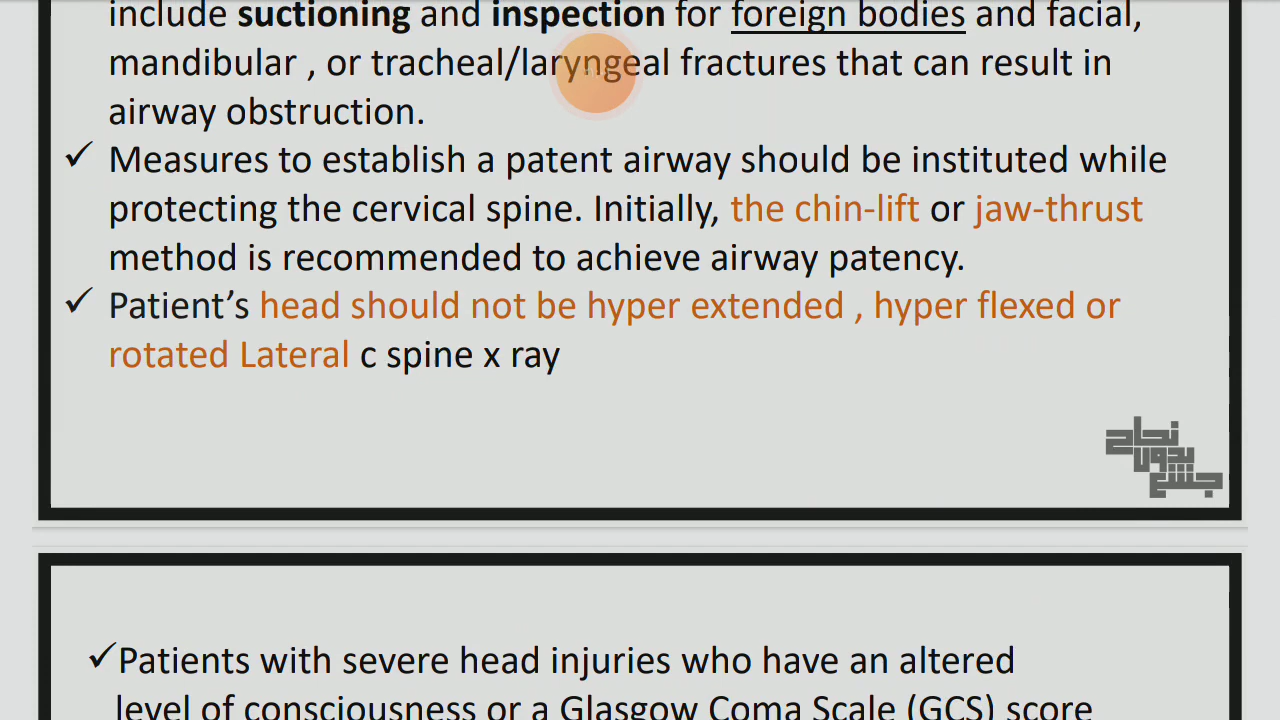 include suctioning and inspection for foreign bodies and facial,
mandibular , or tracheal/laryngeal fractures that can result in
airway obstruction.
✓ Measures to establish a patent airway should be instituted while
protecting the cervical spine. Initially, the chin-lift or jaw-thrust
method is recommended to achieve airway patency.
✓ Patient’s head should not be hyper extended , hyper flexed or
rotated Lateral c spine x ray
نجاح
بدون
جشع
✓Patients with severe head injuries who have an altered
level of consciousness or a Glasgow Coma Scale (GCS) score